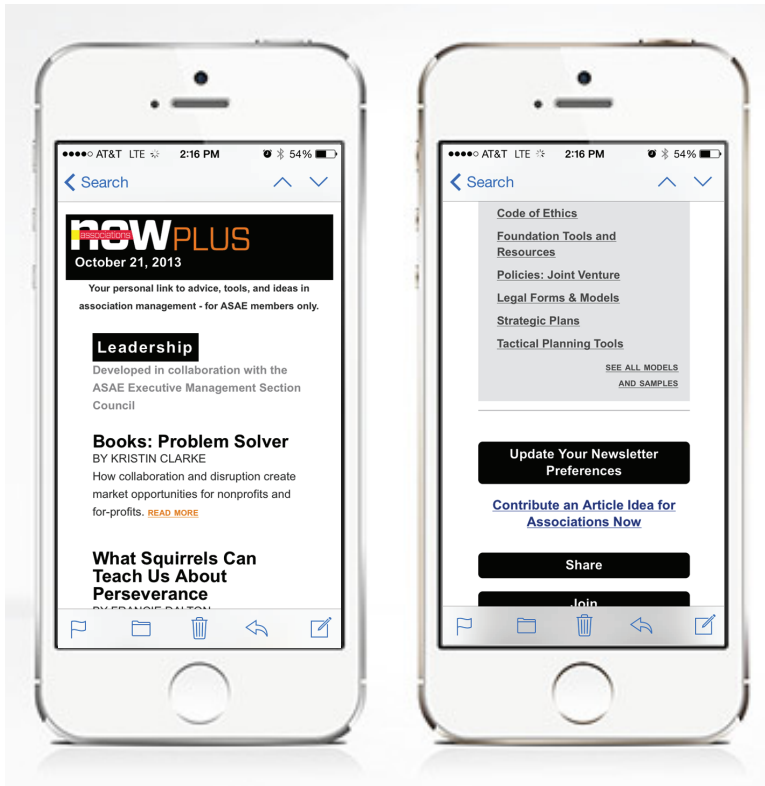 AT&T LTE 2:16 PM 54%
Search
now
associations
PLUS
October 21, 2013
Your personal link to advice, tools, and ideas in
association management - for ASAE members only.
Leadership
Developed in collaboration with the
ASAE Executive Management Section
Council
Books: Problem Solver
BY KRISTIN CLARKE
How collaboration and disruption create
market opportunities for nonprofits and
for-profits. READ MORE
What Squirrels Can
Teach Us About
Perseverance
BY FRANCIE DALTON
AT&T LTE 2:16 PM 54%
Search
Code of Ethics
Foundation Tools and
Resources
Policies: Joint Venture
Legal Forms & Models
Strategic Plans
Tactical Planning Tools
SEE ALL MODELS
AND SAMPLES
Update Your Newsletter
Preferences
Contribute an Article Idea for
Associations Now
Share
Join